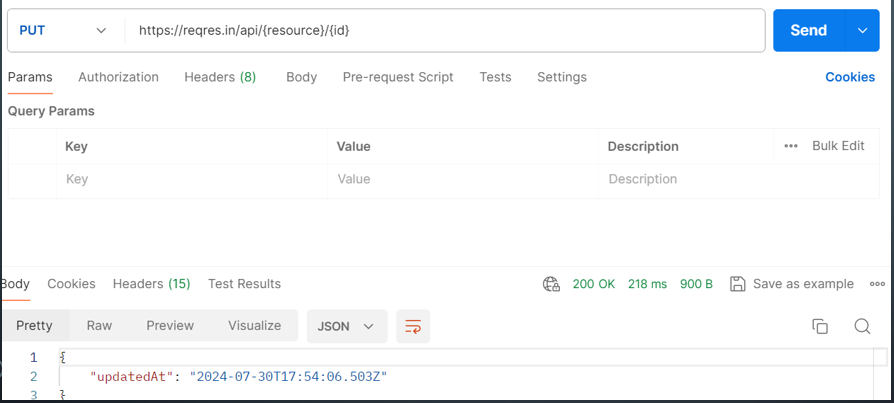 PUT https://reqres.in/api/{resource}/{id} Send
Params Authorization Headers (8) Body Pre-request Script Tests Settings Cookies
Query Params
Key Value Description Bulk Edit
Key Value Description
Body Cookies Headers (15) Test Results 200 OK 218 ms 900 B Save as example
Pretty Raw Preview Visualize JSON
1 {
2 "updatedAt": "2024-07-30T17:54:06.503Z"
3 }